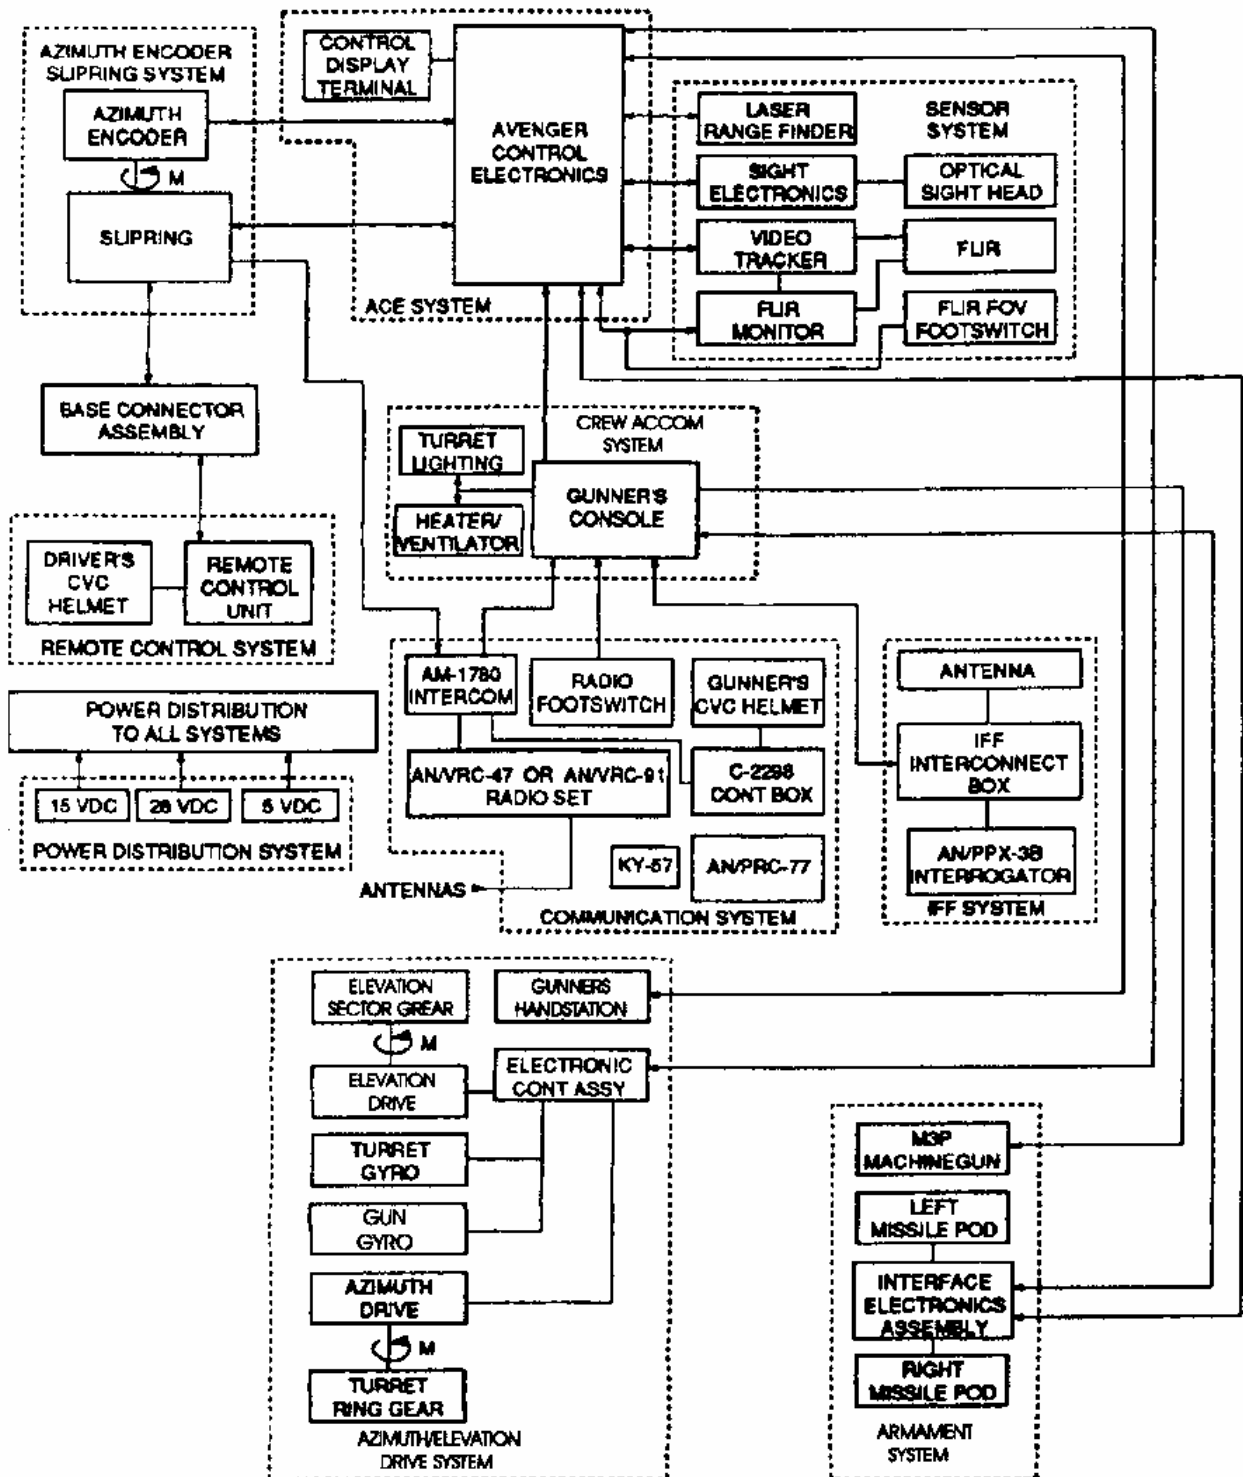 AZIMUTH ENCODER
SLIPRING SYSTEM
AZIMUTH
ENCODER
M
SLIPRING
CONTROL
DISPLAY
TERMINAL
AVENGER
CONTROL
ELECTRONICS
ACE SYSTEM
LASER
RANGE FINDER
SENSOR
SYSTEM
SIGHT
ELECTRONICS
OPTICAL
SIGHT HEAD
VIDEO
TRACKER
FLIR
FLIR
MONITOR
FLIR FOV
FOOTSWITCH
BASE CONNECTOR
ASSEMBLY
CREW ACCOM
SYSTEM
TURRET
LIGHTING
GUNNER'S
CONSOLE
HEATER/
VENTILATOR
DRIVER'S
CVC
HELMET
REMOTE
CONTROL
UNIT
REMOTE CONTROL SYSTEM
POWER DISTRIBUTION
TO ALL SYSTEMS
15 VDC
28 VDC
5 VDC
POWER DISTRIBUTION SYSTEM
AM-1780
INTERCOM
RADIO
FOOTSWITCH
GUNNER'S
CVC HELMET
AN/VRC-47 OR AN/VRC-91
RADIO SET
C-2298
CONT BOX
KY-57
AN/PRC-77
ANTENNAS
COMMUNICATION SYSTEM
ANTENNA
IFF
INTERCONNECT
BOX
AN/PPX-3B
INTERROGATOR
IFF SYSTEM
ELEVATION
SECTOR GREAR
GUNNERS
HANDSTATION
M
ELEVATION
DRIVE
ELECTRONIC
CONT ASSY
TURRET
GYRO
GUN
GYRO
AZIMUTH
DRIVE
M
TURRET
RING GEAR
AZIMUTH/ELEVATION
DRIVE SYSTEM
M3P
MACHINEGUN
LEFT
MISSILE POD
INTERFACE
ELECTRONICS
ASSEMBLY
RIGHT
MISSILE POD
ARMAMENT
SYSTEM